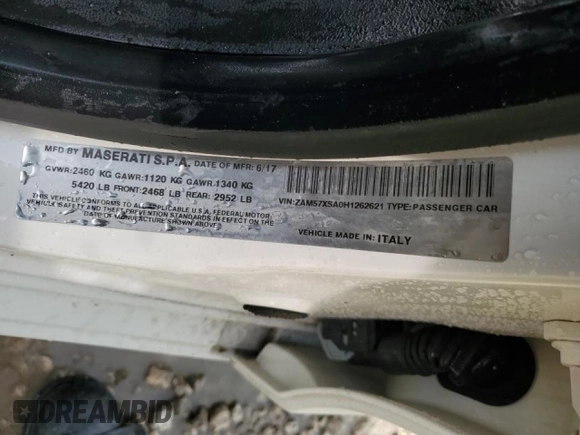 MFD BY MASERATI S.P.A. DATE OF MFR: 6/17
GVWR:2460 KG GAWR:1120 KG GAWR:1340 KG
5420 LB FRONT:2468 LB REAR: 2952 LB
THIS VEHICLE CONFORMS TO ALL APPLICABLE U.S.A. FEDERAL MOTOR
VEHICLE SAFETY AND THEFT PREVENTION STANDARDS IN EFFECT ON THE
DATE OF MANUFACTURE SHOWN ABOVE
VIN:ZAM57XSA0H1262621 TYPE:PASSENGER CAR
VEHICLE MADE IN: ITALY
DREAMBID